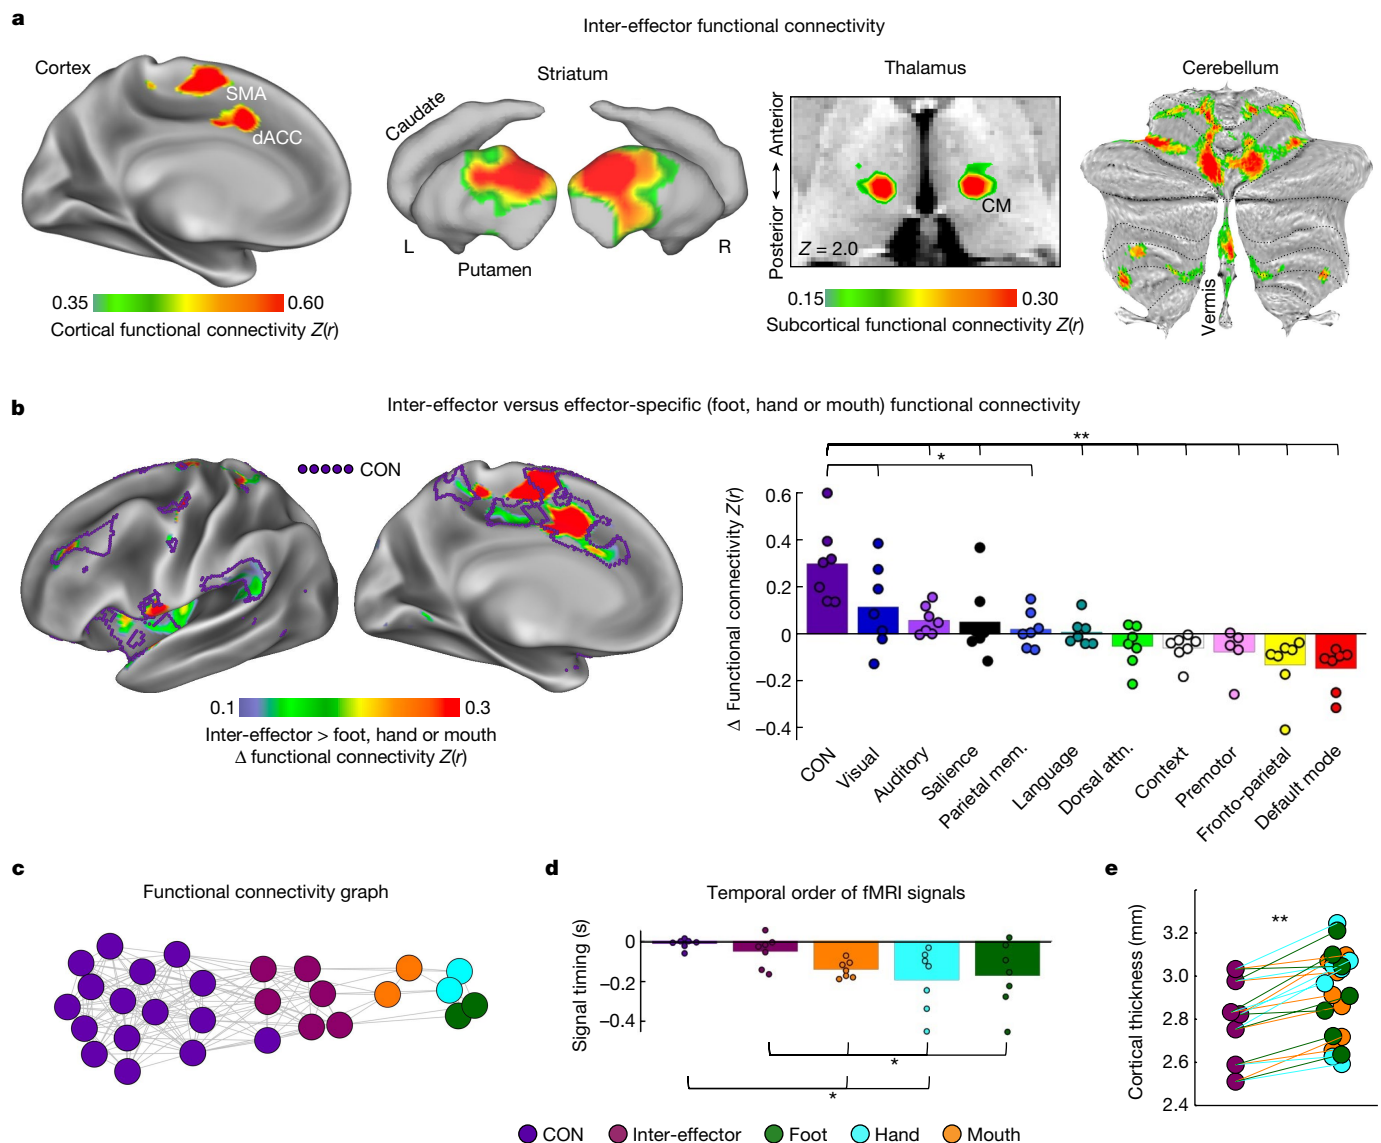 a
Inter-effector functional connectivity
Cortex
Striatum
Thalamus
Cerebellum
SMA
dACC
Caudate
L
R
Putamen
Posterior
Anterior
CM
Z = 2.0
Vermis
0.35
0.60
Cortical functional connectivity Z(r)
0.15
0.30
Subcortical functional connectivity Z(r)
b
Inter-effector versus effector-specific (foot, hand or mouth) functional connectivity
CON
0.1
0.3
Inter-effector > foot, hand or mouth
Δ functional connectivity Z(r)
**
*
Δ Functional connectivity Z(r)
0.6
0.4
0.2
0
−0.2
−0.4
CON
Visual
Auditory
Salience
Parietal mem.
Language
Dorsal attn.
Context
Premotor
Fronto-parietal
Default mode
c
Functional connectivity graph
d
Temporal order of fMRI signals
Signal timing (s)
0
−0.2
−0.4
*
*
e
Cortical thickness (mm)
**
3.2
3.0
2.8
2.6
2.4
CON
Inter-effector
Foot
Hand
Mouth